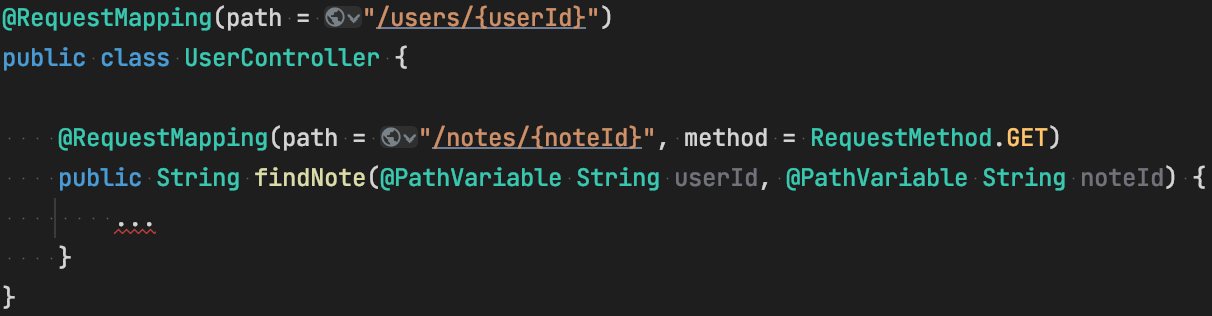 @RequestMapping(path = "/users/{userId}")
public class UserController {
@RequestMapping(path = "/notes/{noteId}", method = RequestMethod.GET)
public String findNote(@PathVariable String userId, @PathVariable String noteId) {
...
}
}